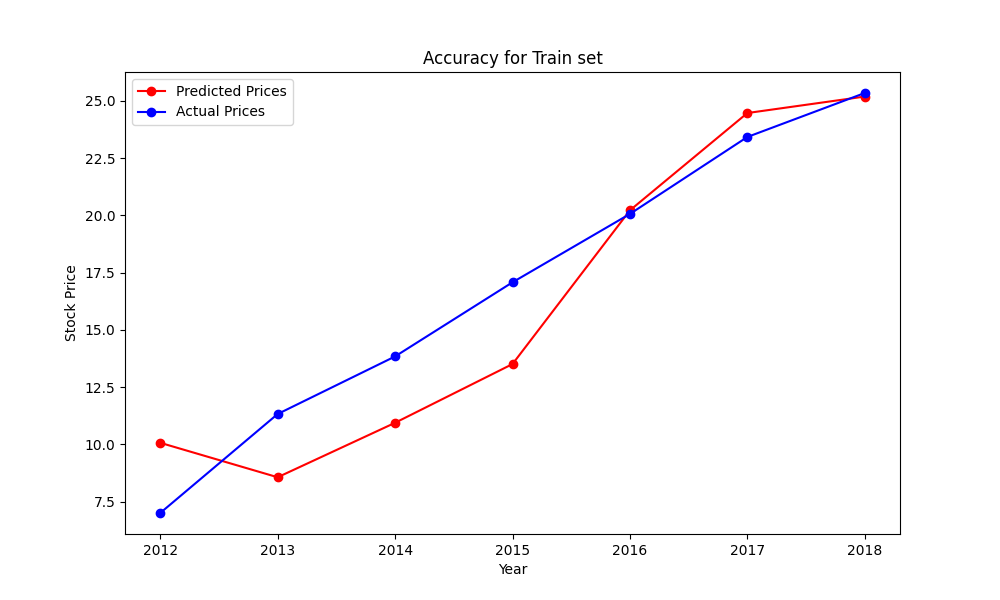 Accuracy for Train set
Predicted Prices
Actual Prices
25.0
22.5
20.0
17.5
15.0
12.5
10.0
7.5
Stock Price
2012 2013 2014 2015 2016 2017 2018
Year